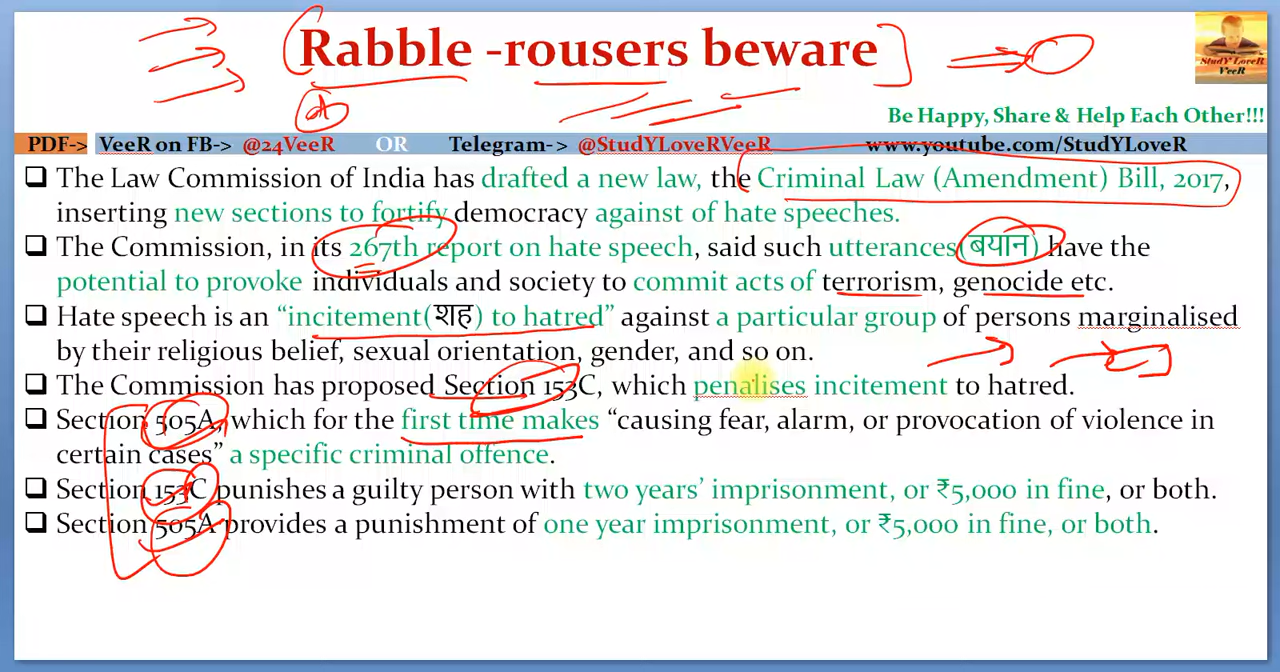 Rabble -rousers beware
StudY LoveR
VeeR
Be Happy, Share & Help Each Other!!!
PDF-> VeeR on FB-> @24VeeR OR Telegram-> @StudYLoveRVeeR www.youtube.com/StudYLoveR
The Law Commission of India has drafted a new law, the Criminal Law (Amendment) Bill, 2017,
inserting new sections to fortify democracy against of hate speeches.
The Commission, in its 267th report on hate speech, said such utterances(बयान) have the
potential to provoke individuals and society to commit acts of terrorism, genocide etc.
Hate speech is an “incitement(शह) to hatred” against a particular group of persons marginalised
by their religious belief, sexual orientation, gender, and so on.
The Commission has proposed Section 153C, which penalises incitement to hatred.
Section 505A, which for the first time makes “causing fear, alarm, or provocation of violence in
certain cases” a specific criminal offence.
Section 153C punishes a guilty person with two years’ imprisonment, or ₹5,000 in fine, or both.
Section 505A provides a punishment of one year imprisonment, or ₹5,000 in fine, or both.